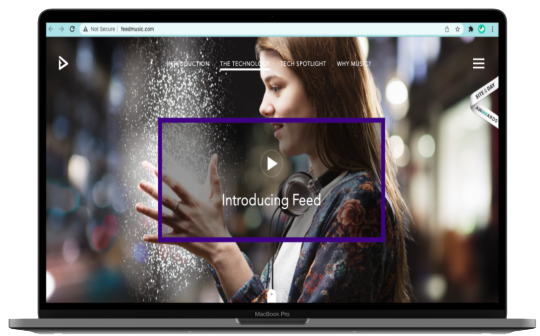 Not Secure | feedmusic.com
INTRODUCTION THE TECHNOLOGY TECH SPOTLIGHT WHY MUSIC?
SITE OF DAY
AWWWARDS
Introducing Feed
MacBook Pro